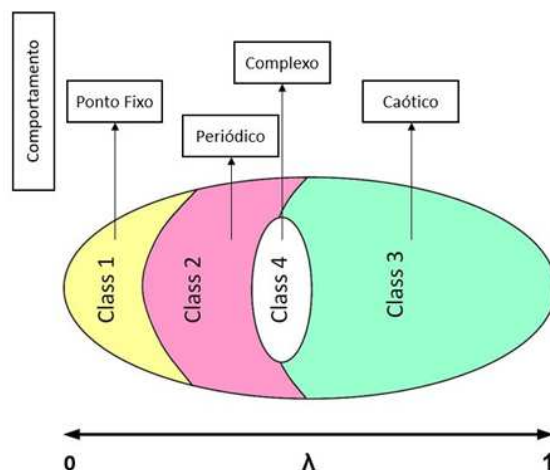 Comportamento
Complexo
Ponto Fixo
Caótico
Periódico
Class 1
Class 2
Class 4
Class 3
0
λ
1